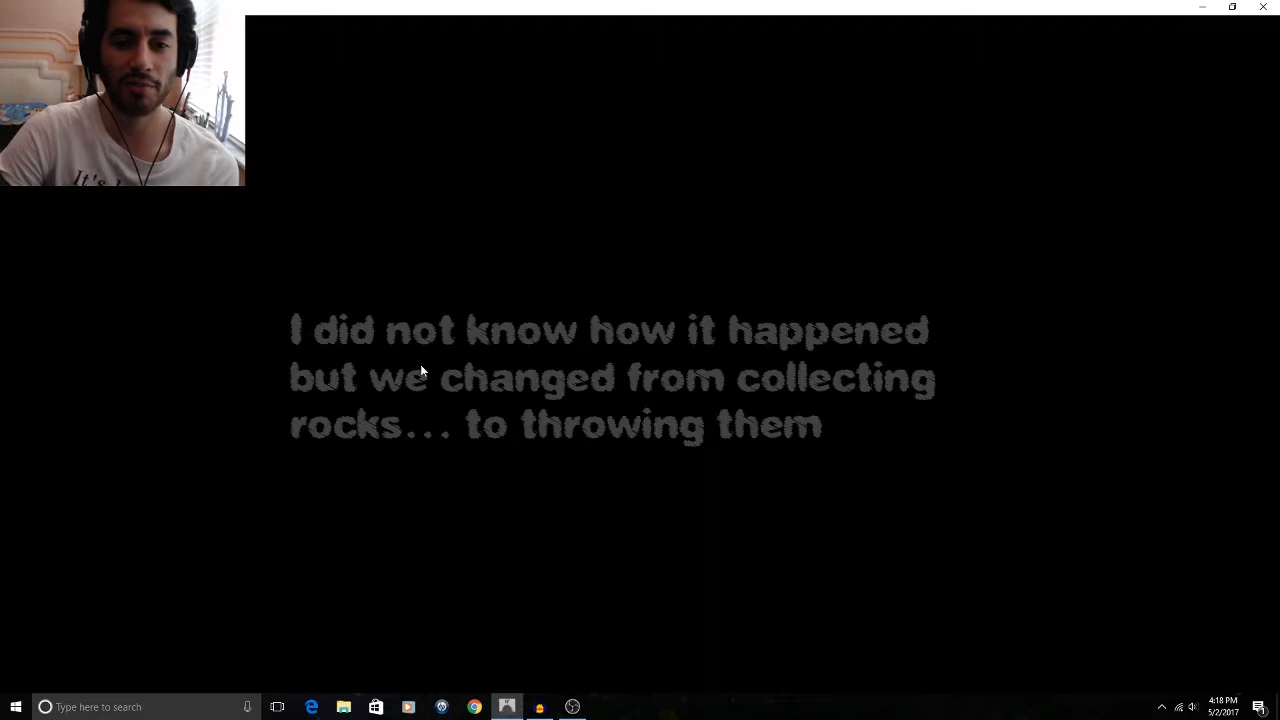 It's
I did not know how it happened
but we changed from collecting
rocks... to throwing them
Type here to search
4:18 PM
5/2/2017